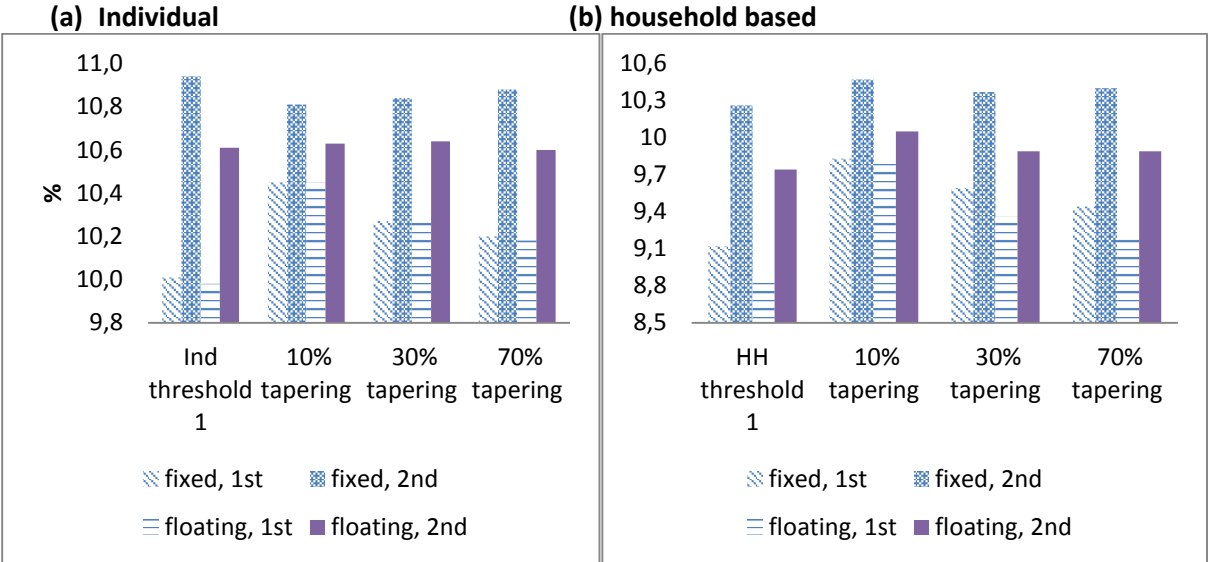 (a) Individual
(b) household based
%
11,0
10,8
10,6
10,4
10,2
10,0
9,8
Ind threshold 1
10% tapering
30% tapering
70% tapering
fixed, 1st
fixed, 2nd
floating, 1st
floating, 2nd
10,6
10,3
10
9,7
9,4
9,1
8,8
8,5
HH threshold 1
10% tapering
30% tapering
70% tapering
fixed, 1st
fixed, 2nd
floating, 1st
floating, 2nd